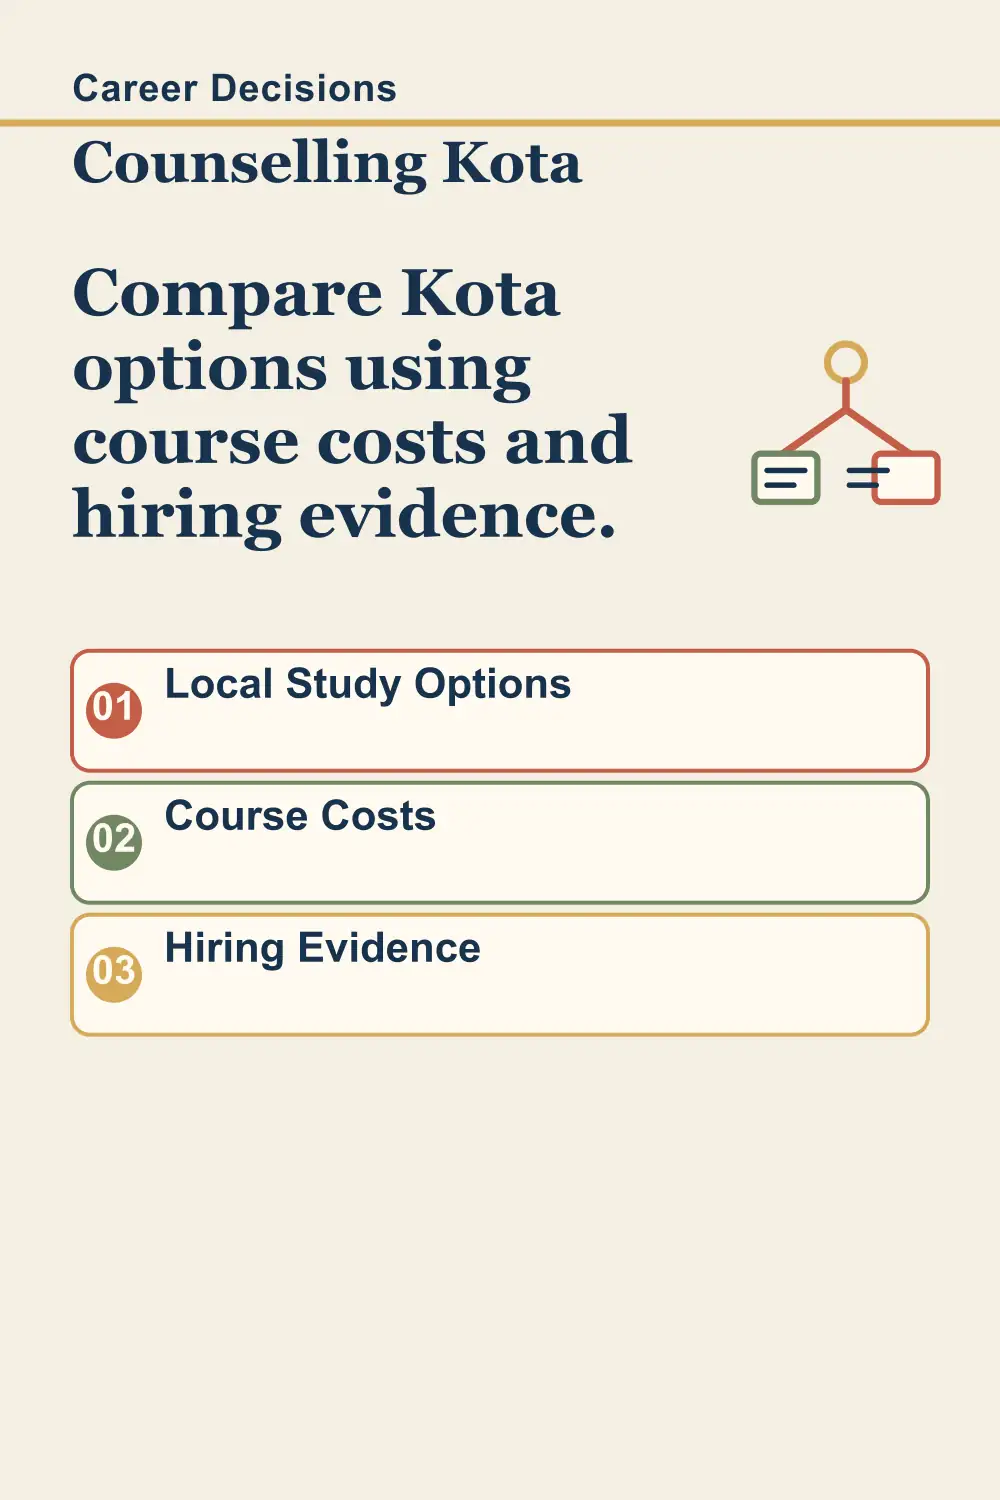 Career Decisions
Counselling Kota
Compare Kota
options using
course costs and
hiring evidence.
01
Local Study Options
02
Course Costs
03
Hiring Evidence